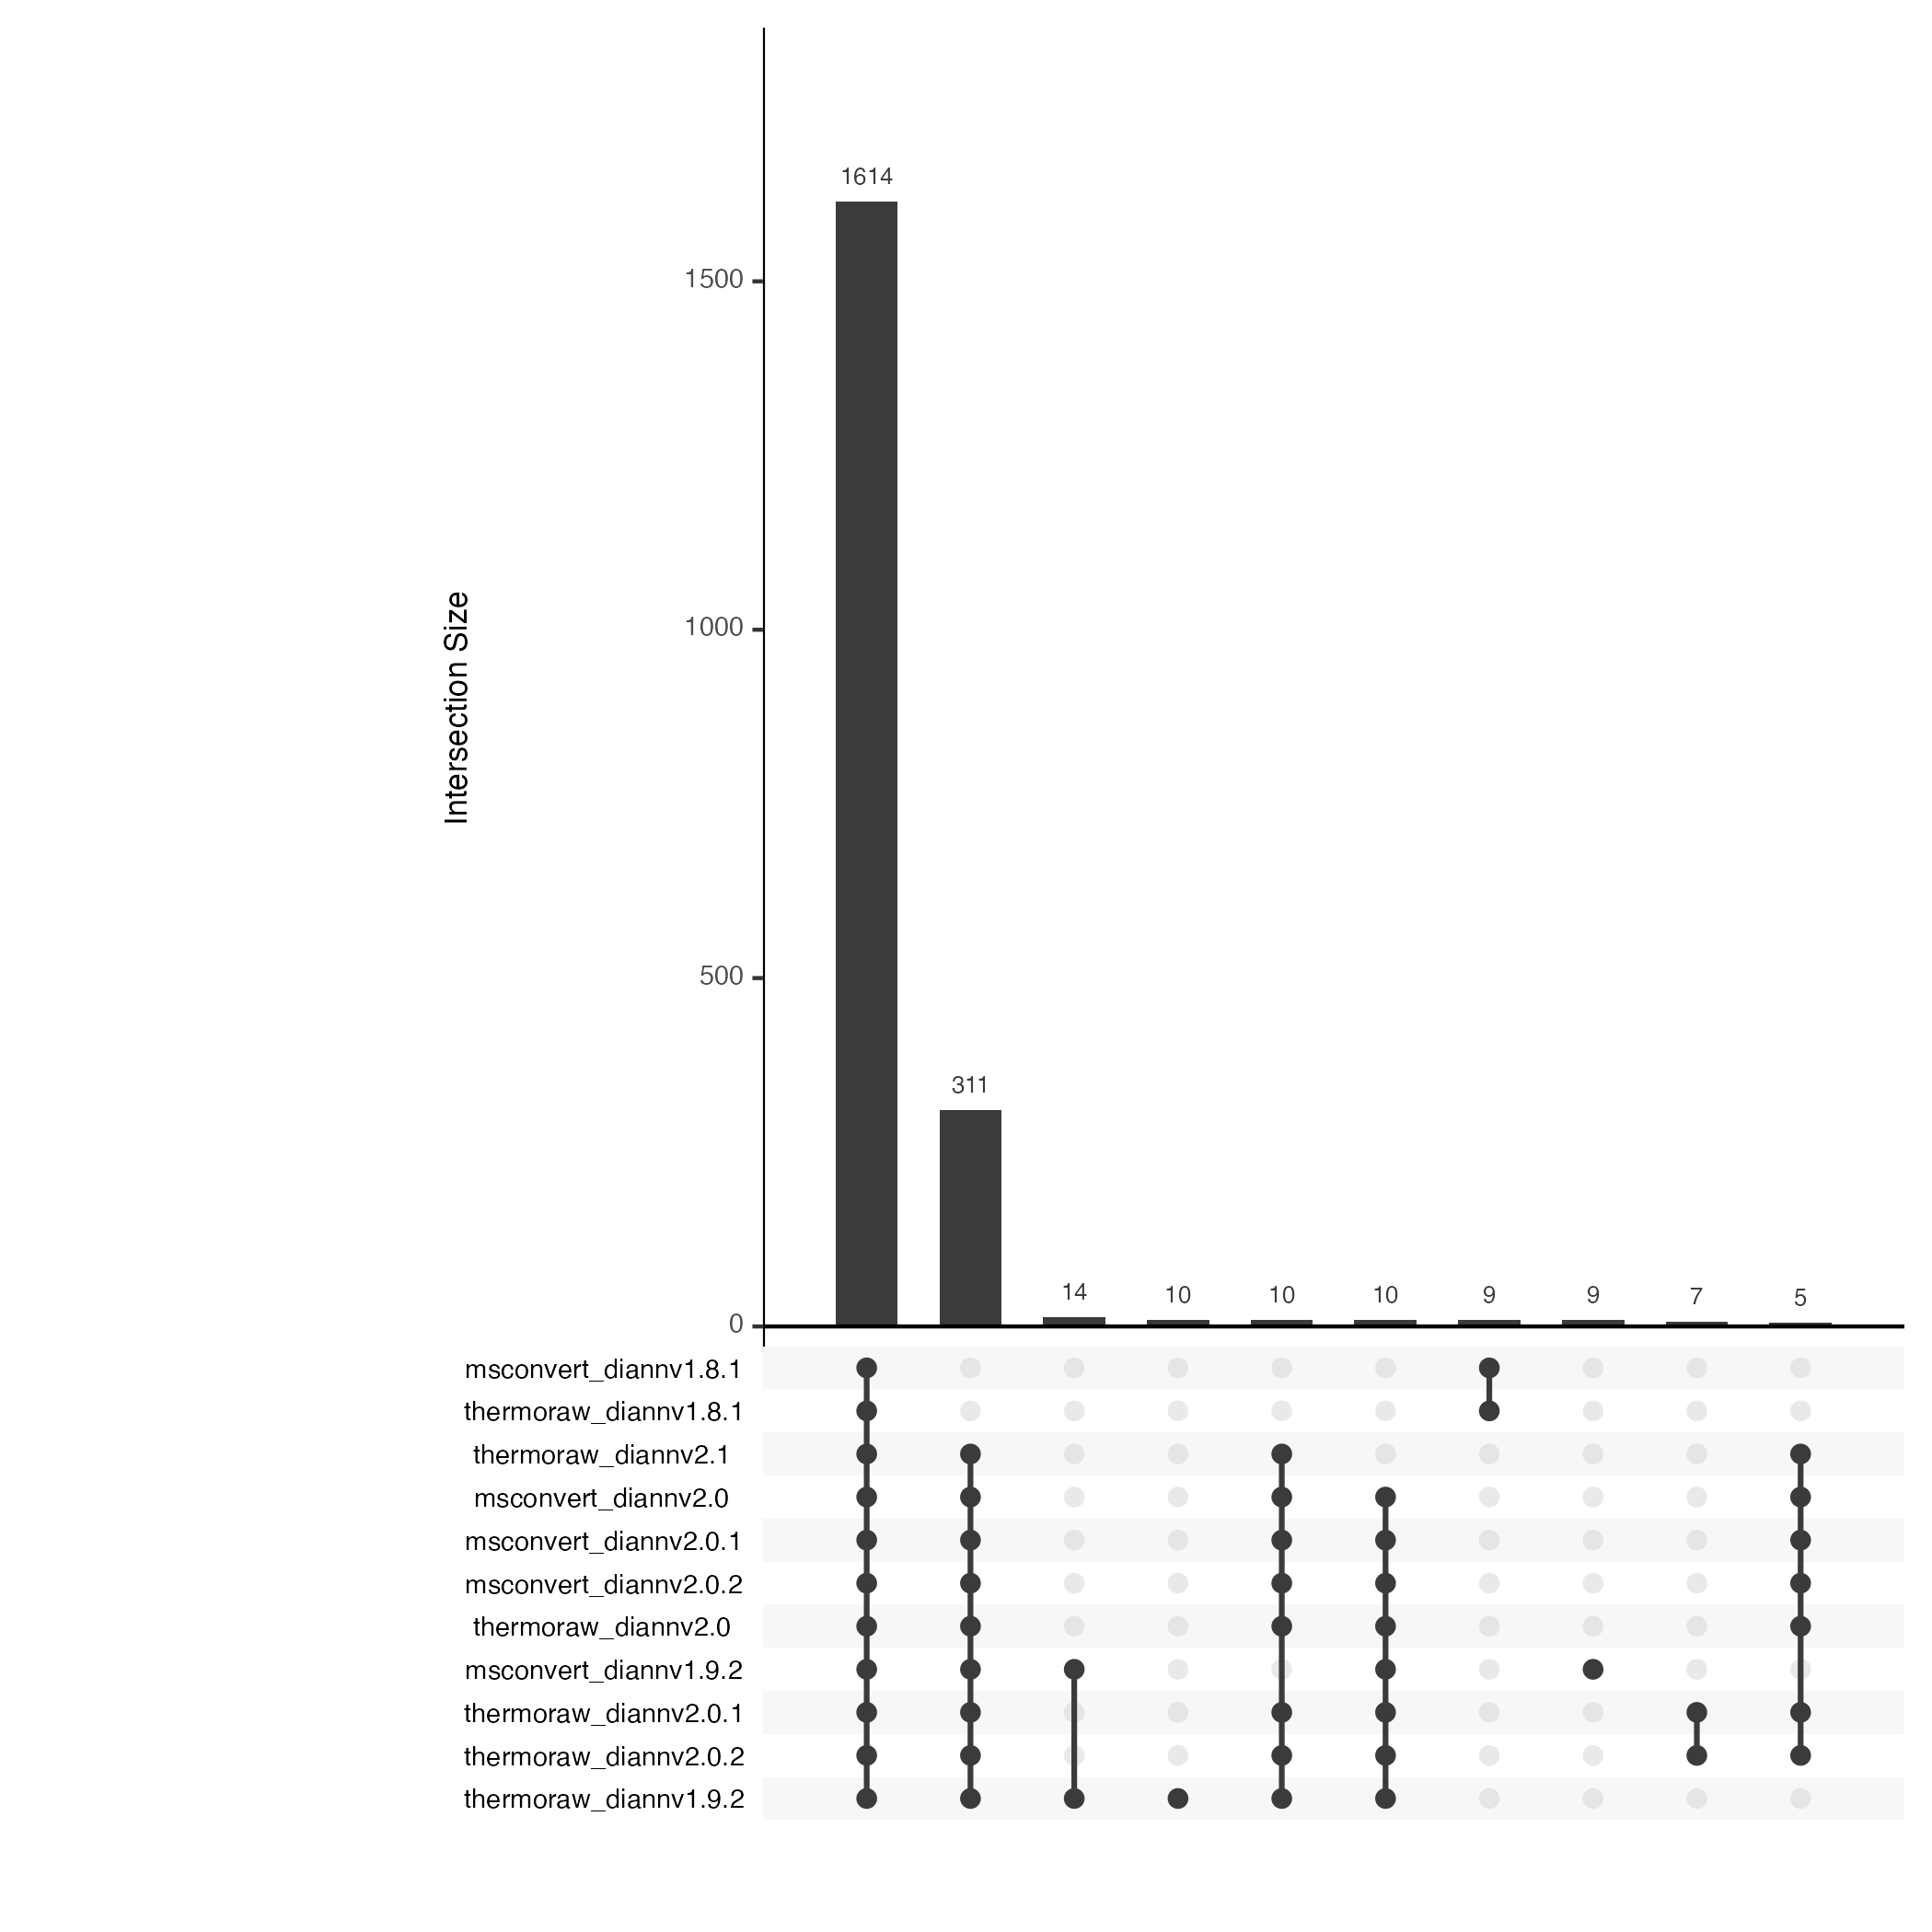 Intersection Size
1500
1000
500
0
1614
311
14
10
10
10
9
9
7
5
msconvert_diannv1.8.1
thermoraw_diannv1.8.1
thermoraw_diannv2.1
msconvert_diannv2.0
msconvert_diannv2.0.1
msconvert_diannv2.0.2
thermoraw_diannv2.0
msconvert_diannv1.9.2
thermoraw_diannv2.0.1
thermoraw_diannv2.0.2
thermoraw_diannv1.9.2